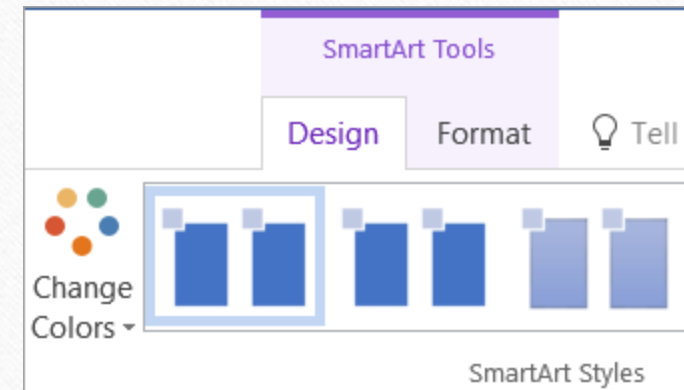 SmartArt Tools
Design Format Tell
Change
Colors
SmartArt Styles